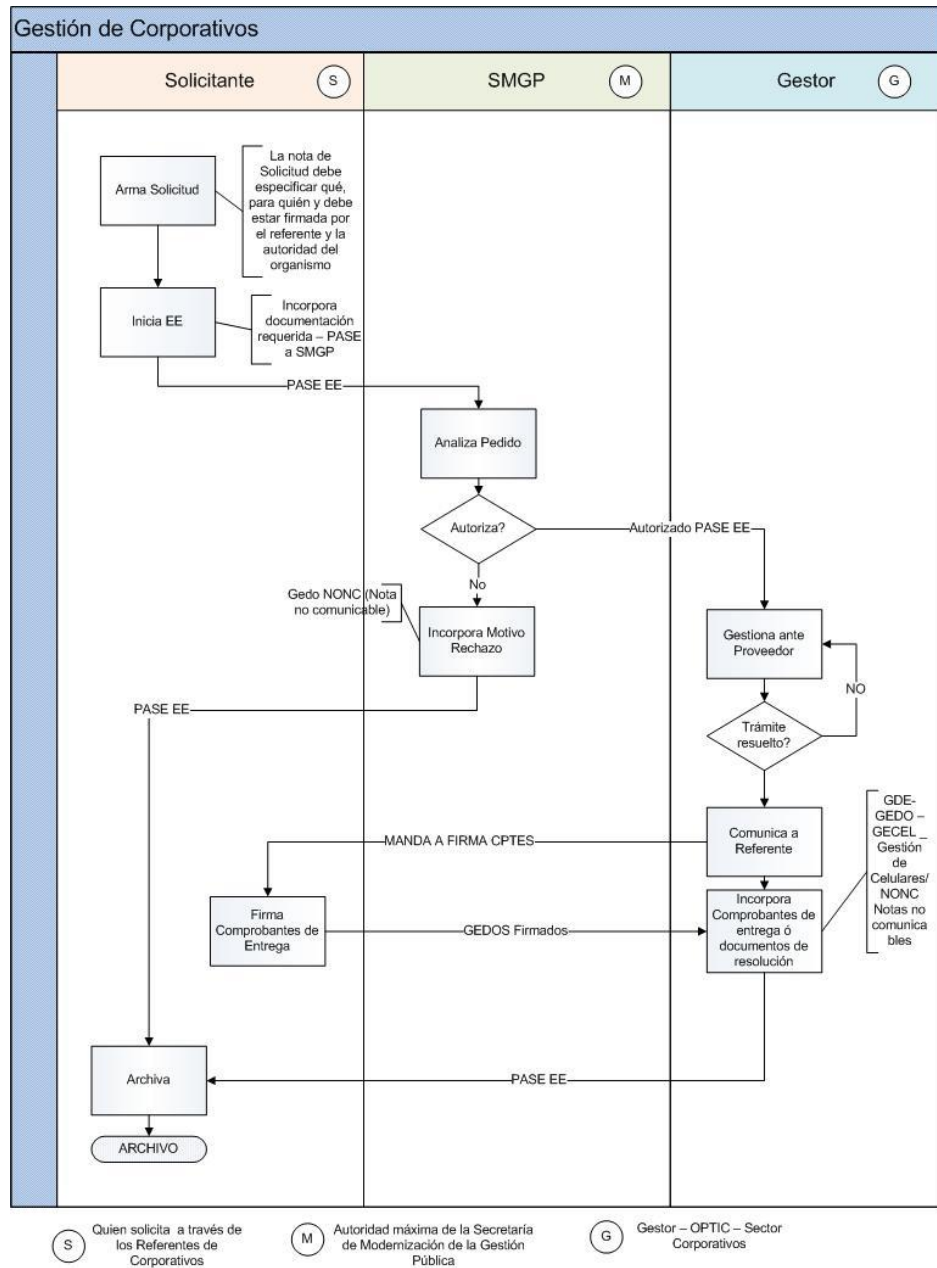 Gestión de Corporativos
Solicitante
S
SMGP
M
Gestor
G
Arma Solicitud
La nota de
Solicitud debe
especificar qué,
para quién y debe
estar firmada por
el referente y la
autoridad del
organismo
Inicia EE
Incorpora
documentación
requerida – PASE
a SMGP
PASE EE
Analiza Pedido
Autoriza?
Autorizado PASE EE
No
Gedo NONC (Nota
no comunicable)
Incorpora Motivo
Rechazo
Gestiona ante
Proveedor
NO
PASE EE
Trámite
resuelto?
Comunica a
Referente
GDE-
GEDO –
GECEL _
Gestión
de
Celulares/
NONC
Notas no
comunica
bles
MANDA A FIRMA CPTES
Firma
Comprobantes de
Entrega
GEDOS Firmados
Incorpora
Comprobantes de
entrega ó
documentos de
resolución
Archiva
PASE EE
ARCHIVO
S
Quien solicita a través de
los Referentes de
Corporativos
M
Autoridad máxima de la Secretaría
de Modernización de la Gestión
Pública
G
Gestor – OPTIC – Sector
Corporativos